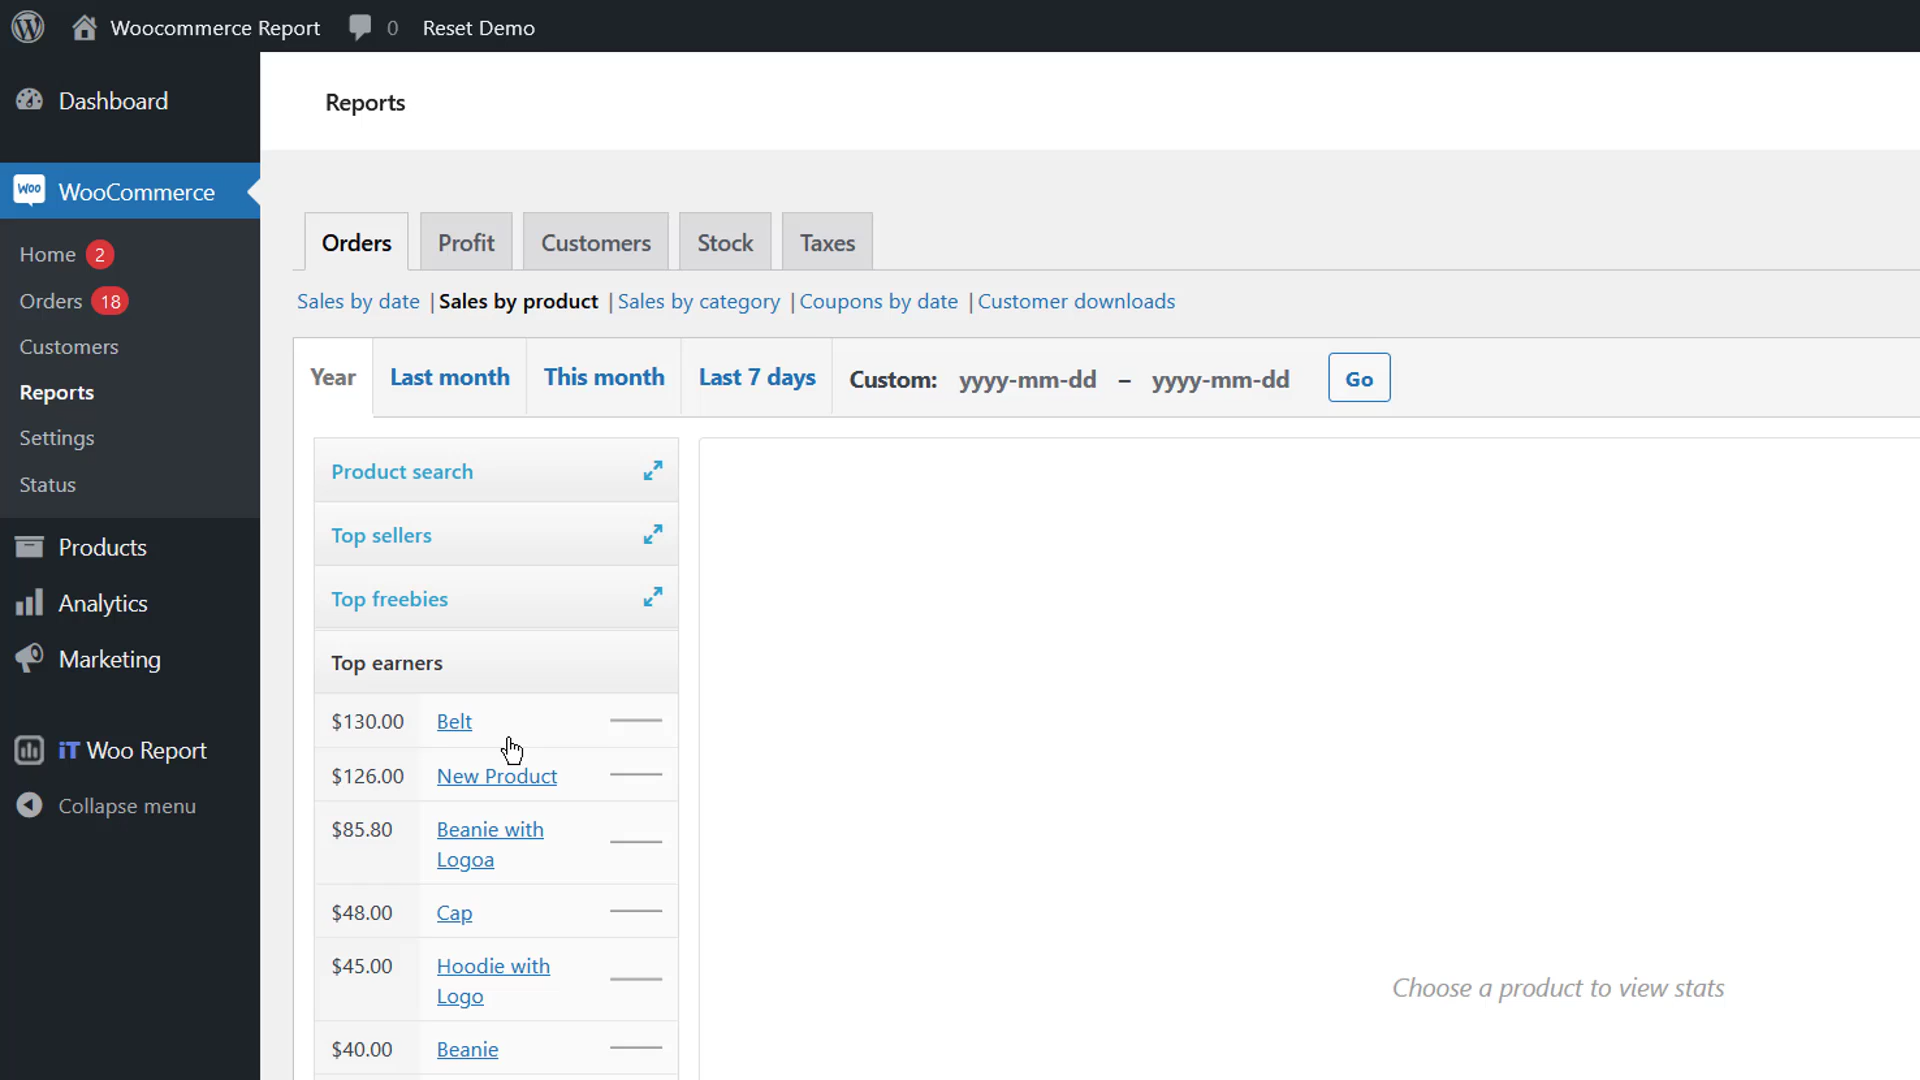 Woocommerce Report 0 Reset Demo
Dashboard
Reports
WOO WooCommerce
Orders Profit Customers Stock Taxes
Home 2
Orders 18
Customers
Reports
Settings
Status
Products
Analytics
Marketing
iT Woo Report
Collapse menu
Sales by date | Sales by product | Sales by category | Coupons by date | Customer downloads
Year Last month This month Last 7 days Custom: yyyy-mm-dd – yyyy-mm-dd Go
Product search
Top sellers
Top freebies
Top earners
$130.00 Belt
$126.00 New Product
$85.80 Beanie with
Logoa
$48.00 Cap
$45.00 Hoodie with
Logo
$40.00 Beanie
Choose a product to view stats